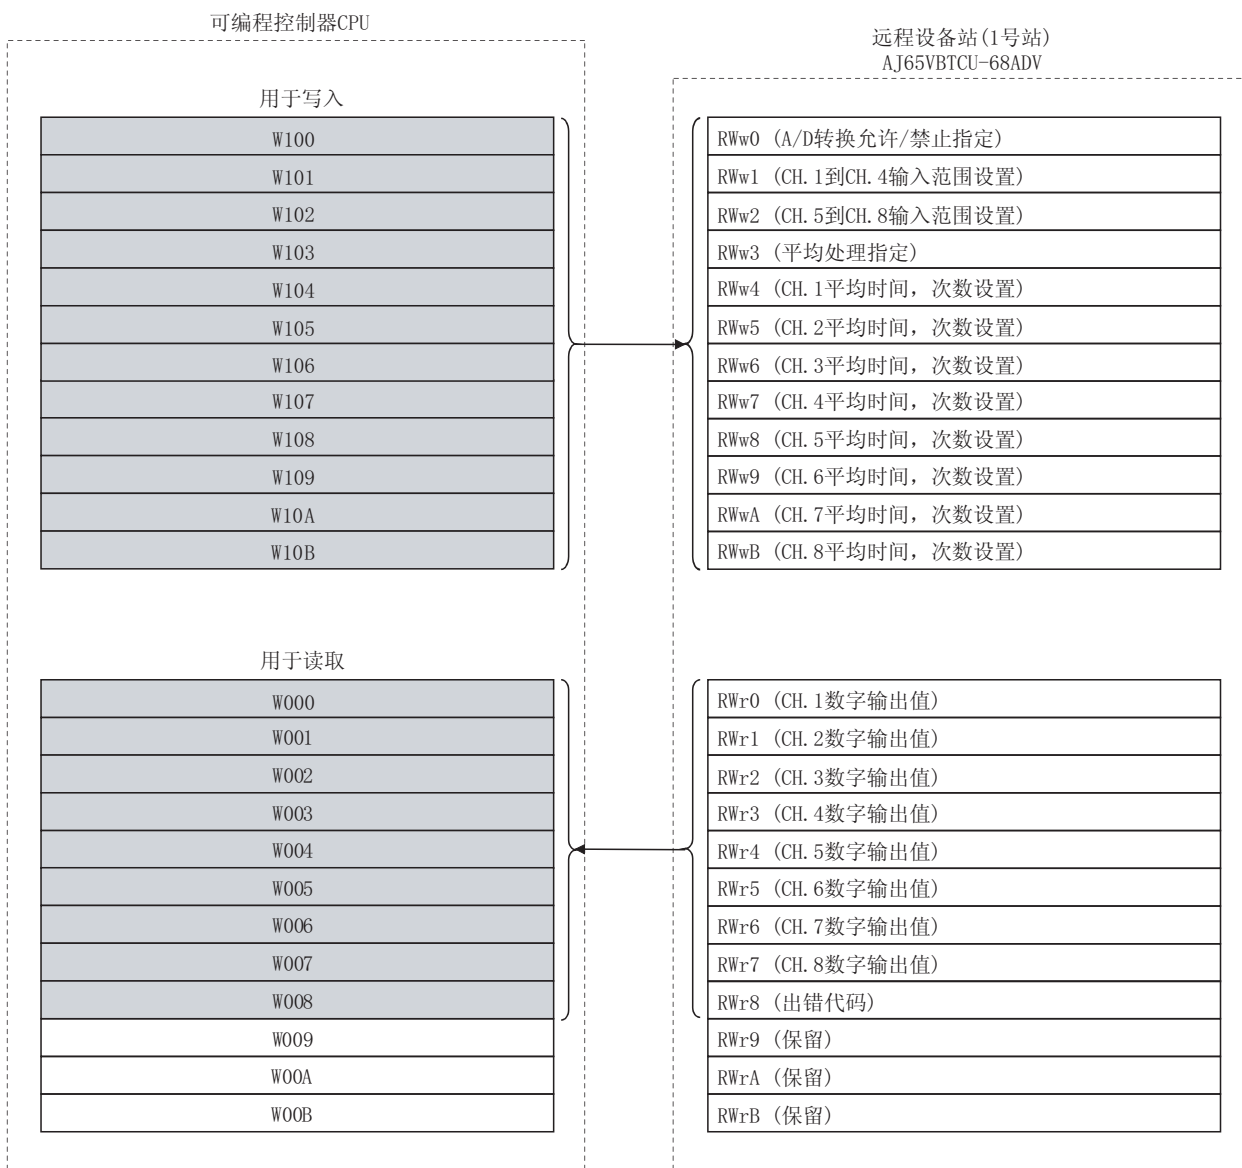 可编程控制器CPU
远程设备站(1号站)
AJ65VBTCU-68ADV
用于写入
W100
RWw0 (A/D转换允许/禁止指定)
W101
RWw1 (CH.1到CH.4输入范围设置)
W102
RWw2 (CH.5到CH.8输入范围设置)
W103
RWw3 (平均处理指定)
W104
RWw4 (CH.1平均时间，次数设置)
W105
RWw5 (CH.2平均时间，次数设置)
W106
RWw6 (CH.3平均时间，次数设置)
W107
RWw7 (CH.4平均时间，次数设置)
W108
RWw8 (CH.5平均时间，次数设置)
W109
RWw9 (CH.6平均时间，次数设置)
W10A
RWwA (CH.7平均时间，次数设置)
W10B
RWwB (CH.8平均时间，次数设置)
用于读取
W000
RWr0 (CH.1数字输出值)
W001
RWr1 (CH.2数字输出值)
W002
RWr2 (CH.3数字输出值)
W003
RWr3 (CH.4数字输出值)
W004
RWr4 (CH.5数字输出值)
W005
RWr5 (CH.6数字输出值)
W006
RWr6 (CH.7数字输出值)
W007
RWr7 (CH.8数字输出值)
W008
RWr8 (出错代码)
W009
RWr9 (保留)
W00A
RWrA (保留)
W00B
RWrB (保留)